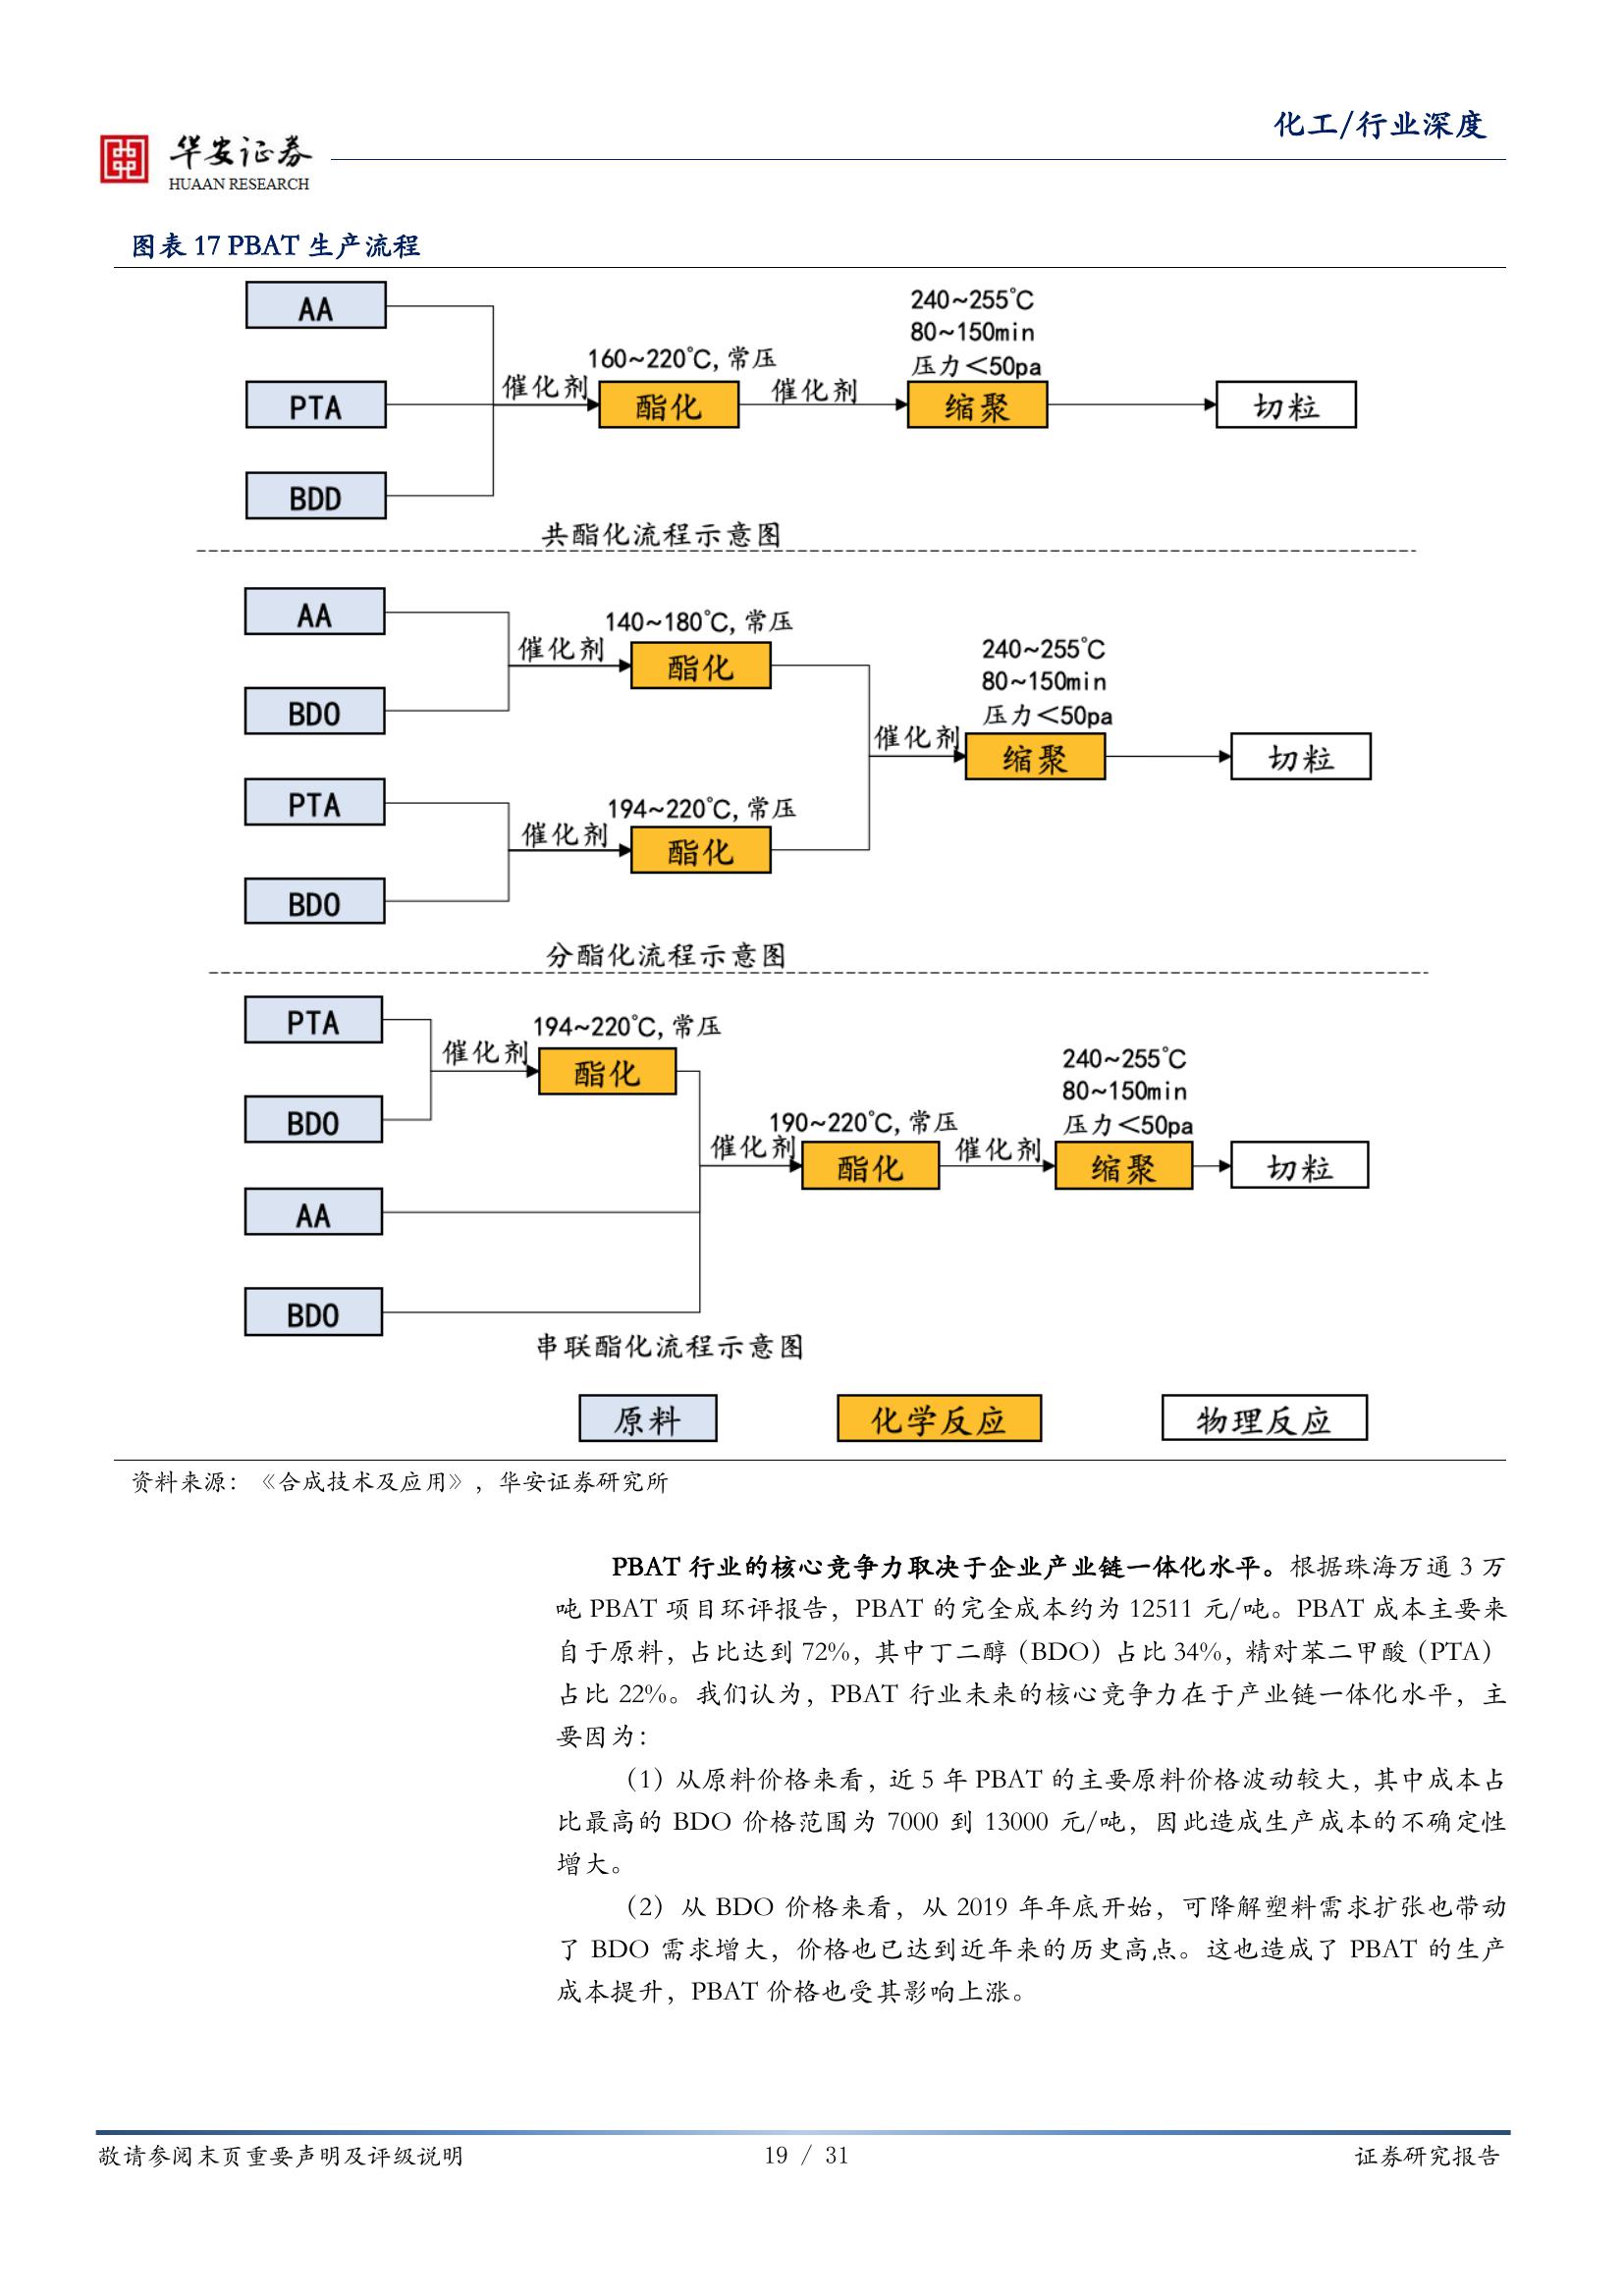 化工/行业深度
华安证券
HUAAN RESEARCH
图表 17 PBAT 生产流程
AA
PTA
BDD
催化剂
160~220℃,常压
酯化
催化剂
240~255℃
80~150min
压力<50pa
缩聚
切粒
共酯化流程示意图
AA
BDO
催化剂
140~180℃,常压
酯化
PTA
BDO
催化剂
194~220℃,常压
酯化
催化剂
240~255℃
80~150min
压力<50pa
缩聚
切粒
分酯化流程示意图
PTA
BDO
催化剂
194~220℃,常压
酯化
AA
BDO
催化剂
190~220℃,常压
酯化
催化剂
240~255℃
80~150min
压力<50pa
缩聚
切粒
串联酯化流程示意图
原料
化学反应
物理反应
资料来源:《合成技术及应用》,华安证券研究所
PBAT 行业的核心竞争力取决于企业产业链一体化水平。根据珠海万通 3 万
吨 PBAT 项目环评报告,PBAT 的完全成本约为 12511 元/吨。PBAT 成本主要来
自于原料,占比达到 72%,其中丁二醇(BDO)占比 34%,精对苯二甲酸(PTA)
占比 22%。我们认为,PBAT 行业未来的核心竞争力在于产业链一体化水平,主
要因为:
(1)从原料价格来看,近 5 年 PBAT 的主要原料价格波动较大,其中成本占
比最高的 BDO 价格范围为 7000 到 13000 元/吨,因此造成生产成本的不确定性
增大。
(2)从 BDO 价格来看,从 2019 年年底开始,可降解塑料需求扩张也带动
了 BDO 需求增大,价格也已达到近年来的历史高点。这也造成了 PBAT 的生产
成本提升,PBAT 价格也受其影响上涨。
敬请参阅末页重要声明及评级说明
19 / 31
证券研究报告